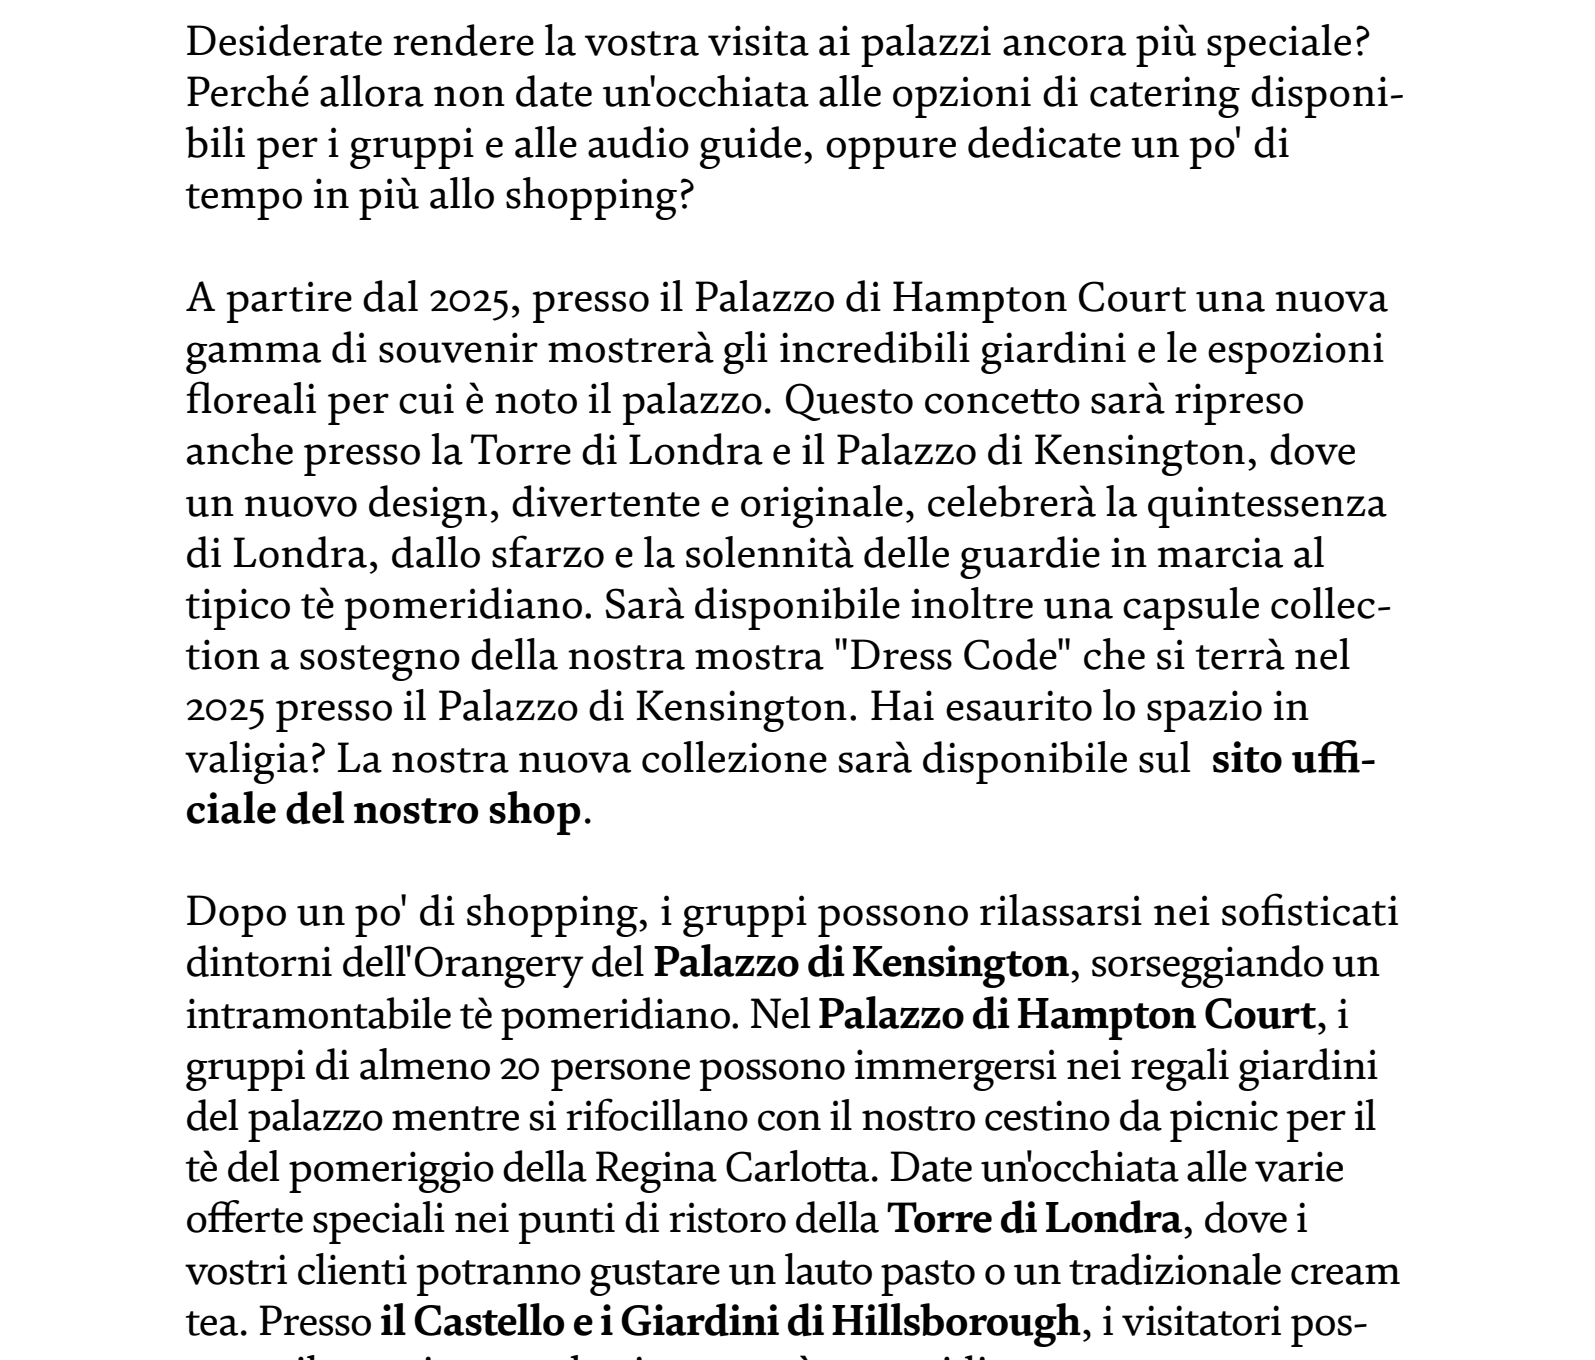 Desiderate rendere la vostra visita ai palazzi ancora più speciale?
Perché allora non date un'occhiata alle opzioni di catering disponi-
bili per i gruppi e alle audio guide, oppure dedicate un po' di
tempo in più allo shopping?
A partire dal 2025, presso il Palazzo di Hampton Court una nuova
gamma di souvenir mostrerà gli incredibili giardini e le espozioni
floreali per cui è noto il palazzo. Questo concetto sarà ripreso
anche presso la Torre di Londra e il Palazzo di Kensington, dove
un nuovo design, divertente e originale, celebrerà la quintessenza
di Londra, dallo sfarzo e la solennità delle guardie in marcia al
tipico tè pomeridiano. Sarà disponibile inoltre una capsule collec-
tion a sostegno della nostra mostra "Dress Code" che si terrà nel
2025 presso il Palazzo di Kensington. Hai esaurito lo spazio in
valigia? La nostra nuova collezione sarà disponibile sul sito uffi-
ciale del nostro shop.
Dopo un po' di shopping, i gruppi possono rilassarsi nei sofisticati
dintorni dell'Orangery del Palazzo di Kensington, sorseggiando un
intramontabile tè pomeridiano. Nel Palazzo di Hampton Court, i
gruppi di almeno 20 persone possono immergersi nei regali giardini
del palazzo mentre si rifocillano con il nostro cestino da picnic per il
tè del pomeriggio della Regina Carlotta. Date un'occhiata alle varie
offerte speciali nei punti di ristoro della Torre di Londra, dove i
vostri clienti potranno gustare un lauto pasto o un tradizionale cream
tea. Presso il Castello e i Giardini di Hillsborough, i visitatori pos-